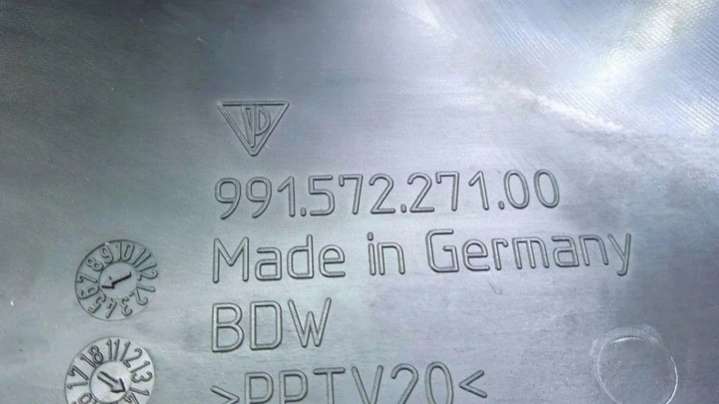 991.572.271.00
Made in Germany
BDW
>PPTV20<